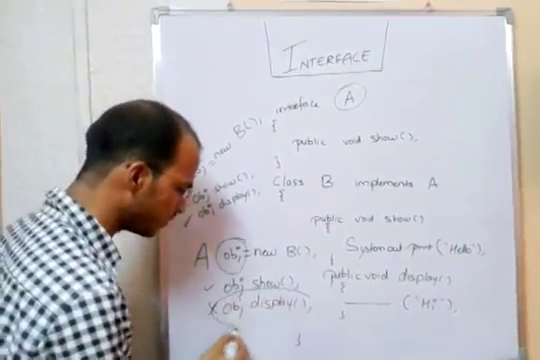 INTERFACE
interface A
{
public void show();
}
Class B implements A
{
public void show()
{
System.out.print("Hello");
}
public void display()
{
("Hi");
}
}
= new B();
obj show();
✓ obj display();
A obj = new B();
✓ obj show();
X Obj display();